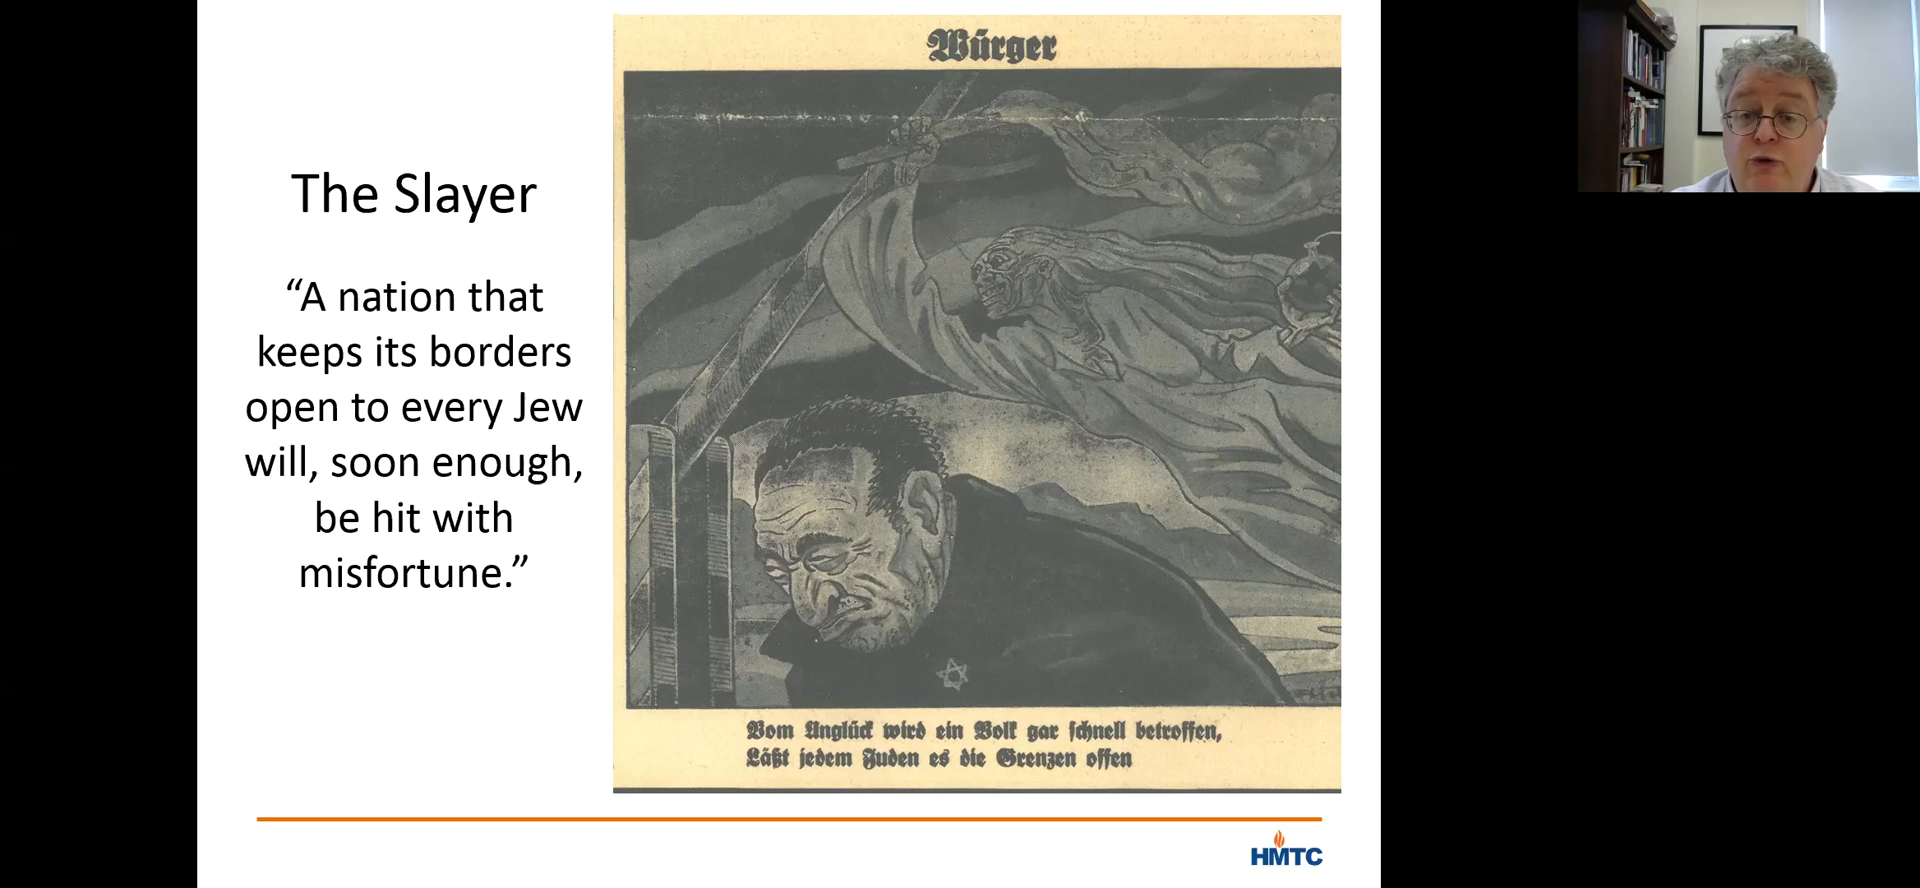 Würger
The Slayer
“A nation that
keeps its borders
open to every Jew
will, soon enough,
be hit with
misfortune.”
Vom Unglück wird ein Volk gar schnell betroffen,
Läßt jedem Juden es die Grenzen offen
HMTC